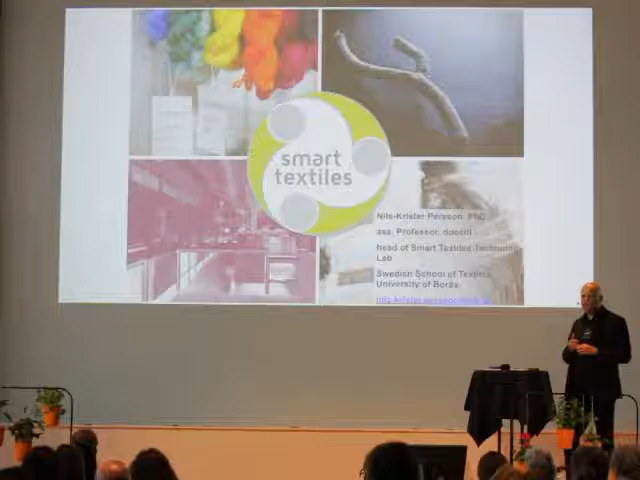 smart
textiles
Nils-Krister Persson, PhD
ass. Professor, docent
head of Smart Textiles Technology
Lab
Swedish School of Textiles,
University of Borås